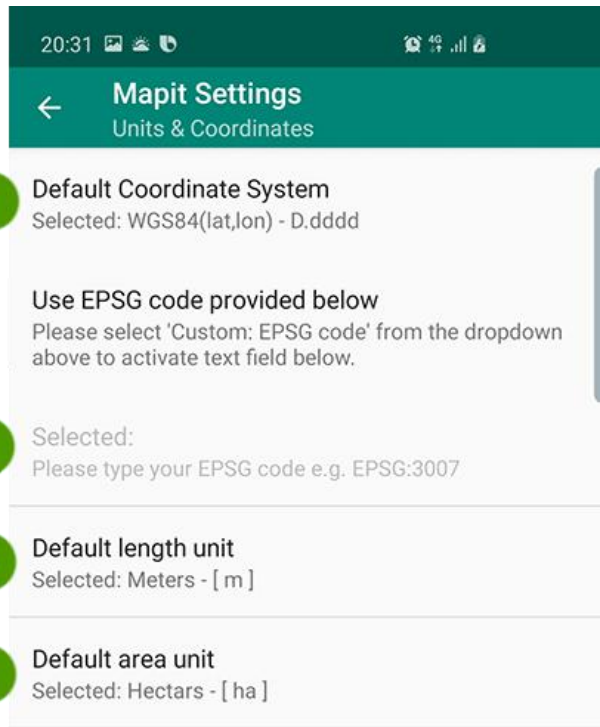 20:31
4G
Mapit Settings
Units & Coordinates
Default Coordinate System
Selected: WGS84(lat,lon) - D.dddd
Use EPSG code provided below
Please select 'Custom: EPSG code' from the dropdown
above to activate text field below.
Selected:
Please type your EPSG code e.g. EPSG:3007
Default length unit
Selected: Meters - [ m ]
Default area unit
Selected: Hectars - [ ha ]